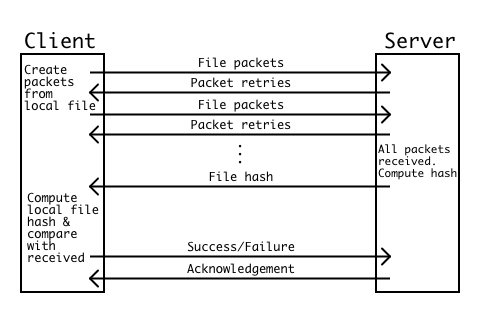 Client
Server
Create
packets
from
local file
File packets
Packet retries
File packets
Packet retries
All packets
received.
Compute hash
File hash
Compute
local file
hash &
compare
with
received
Success/Failure
Acknowledgement